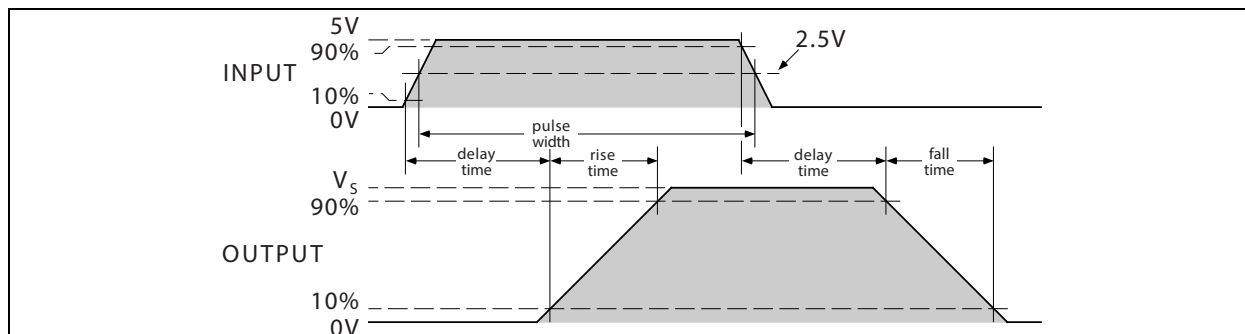 5V
90%
2.5V
INPUT
10%
0V
pulse
width
delay
time
rise
time
delay
time
fall
time
VS
90%
OUTPUT
10%
0V